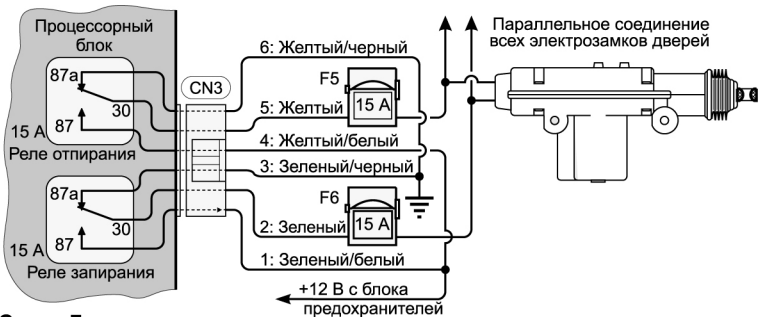 Процессорный
блок
87а
30
15 А
87
Реле отпирания
87а
30
15 А
87
Реле запирания
CN3
6: Желтый/черный
F5
15 А
5: Желтый
4: Желтый/белый
3: Зеленый/черный
F6
15 А
2: Зеленый
1: Зеленый/белый
+12 В с блока
предохранителей
Параллельное соединение
всех электрозамков дверей